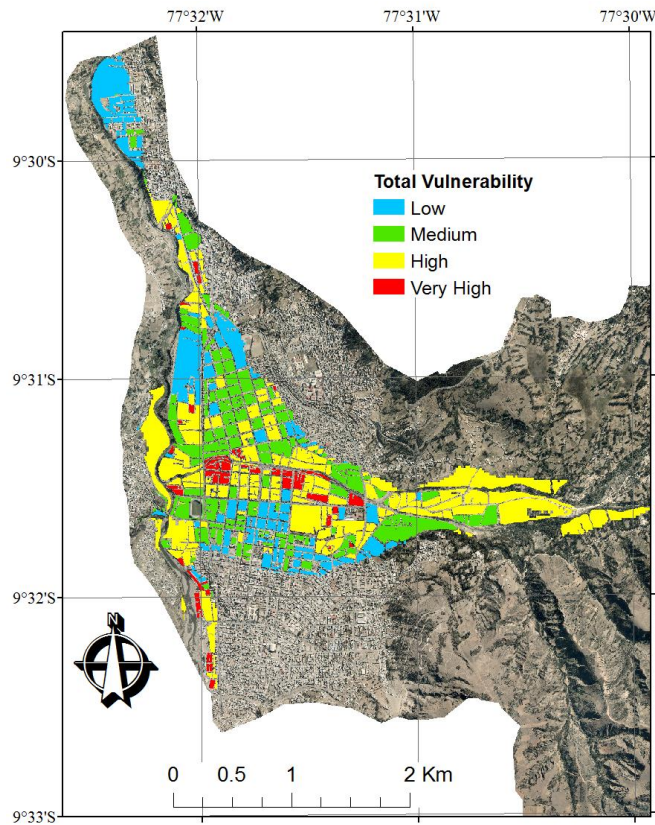 77°32'W 77°31'W 77°30'W
9°30'S
Total Vulnerability
Low
Medium
High
Very High
9°31'S
9°32'S
N
0 0.5 1 2 Km
9°33'S